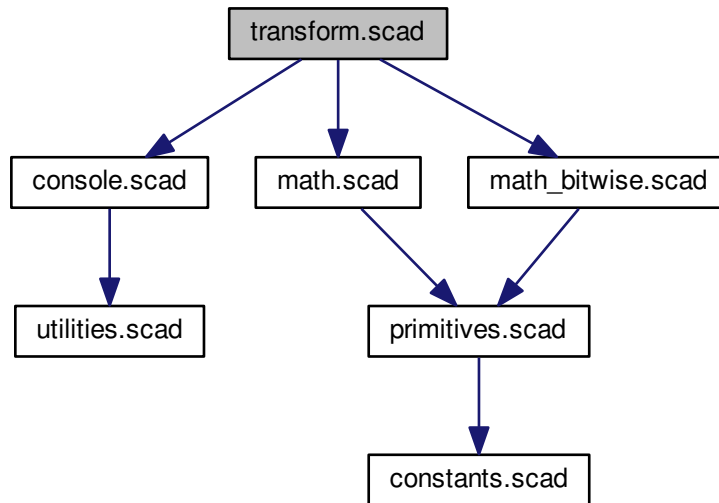 transform.scad
console.scad
math.scad
math_bitwise.scad
utilities.scad
primitives.scad
constants.scad